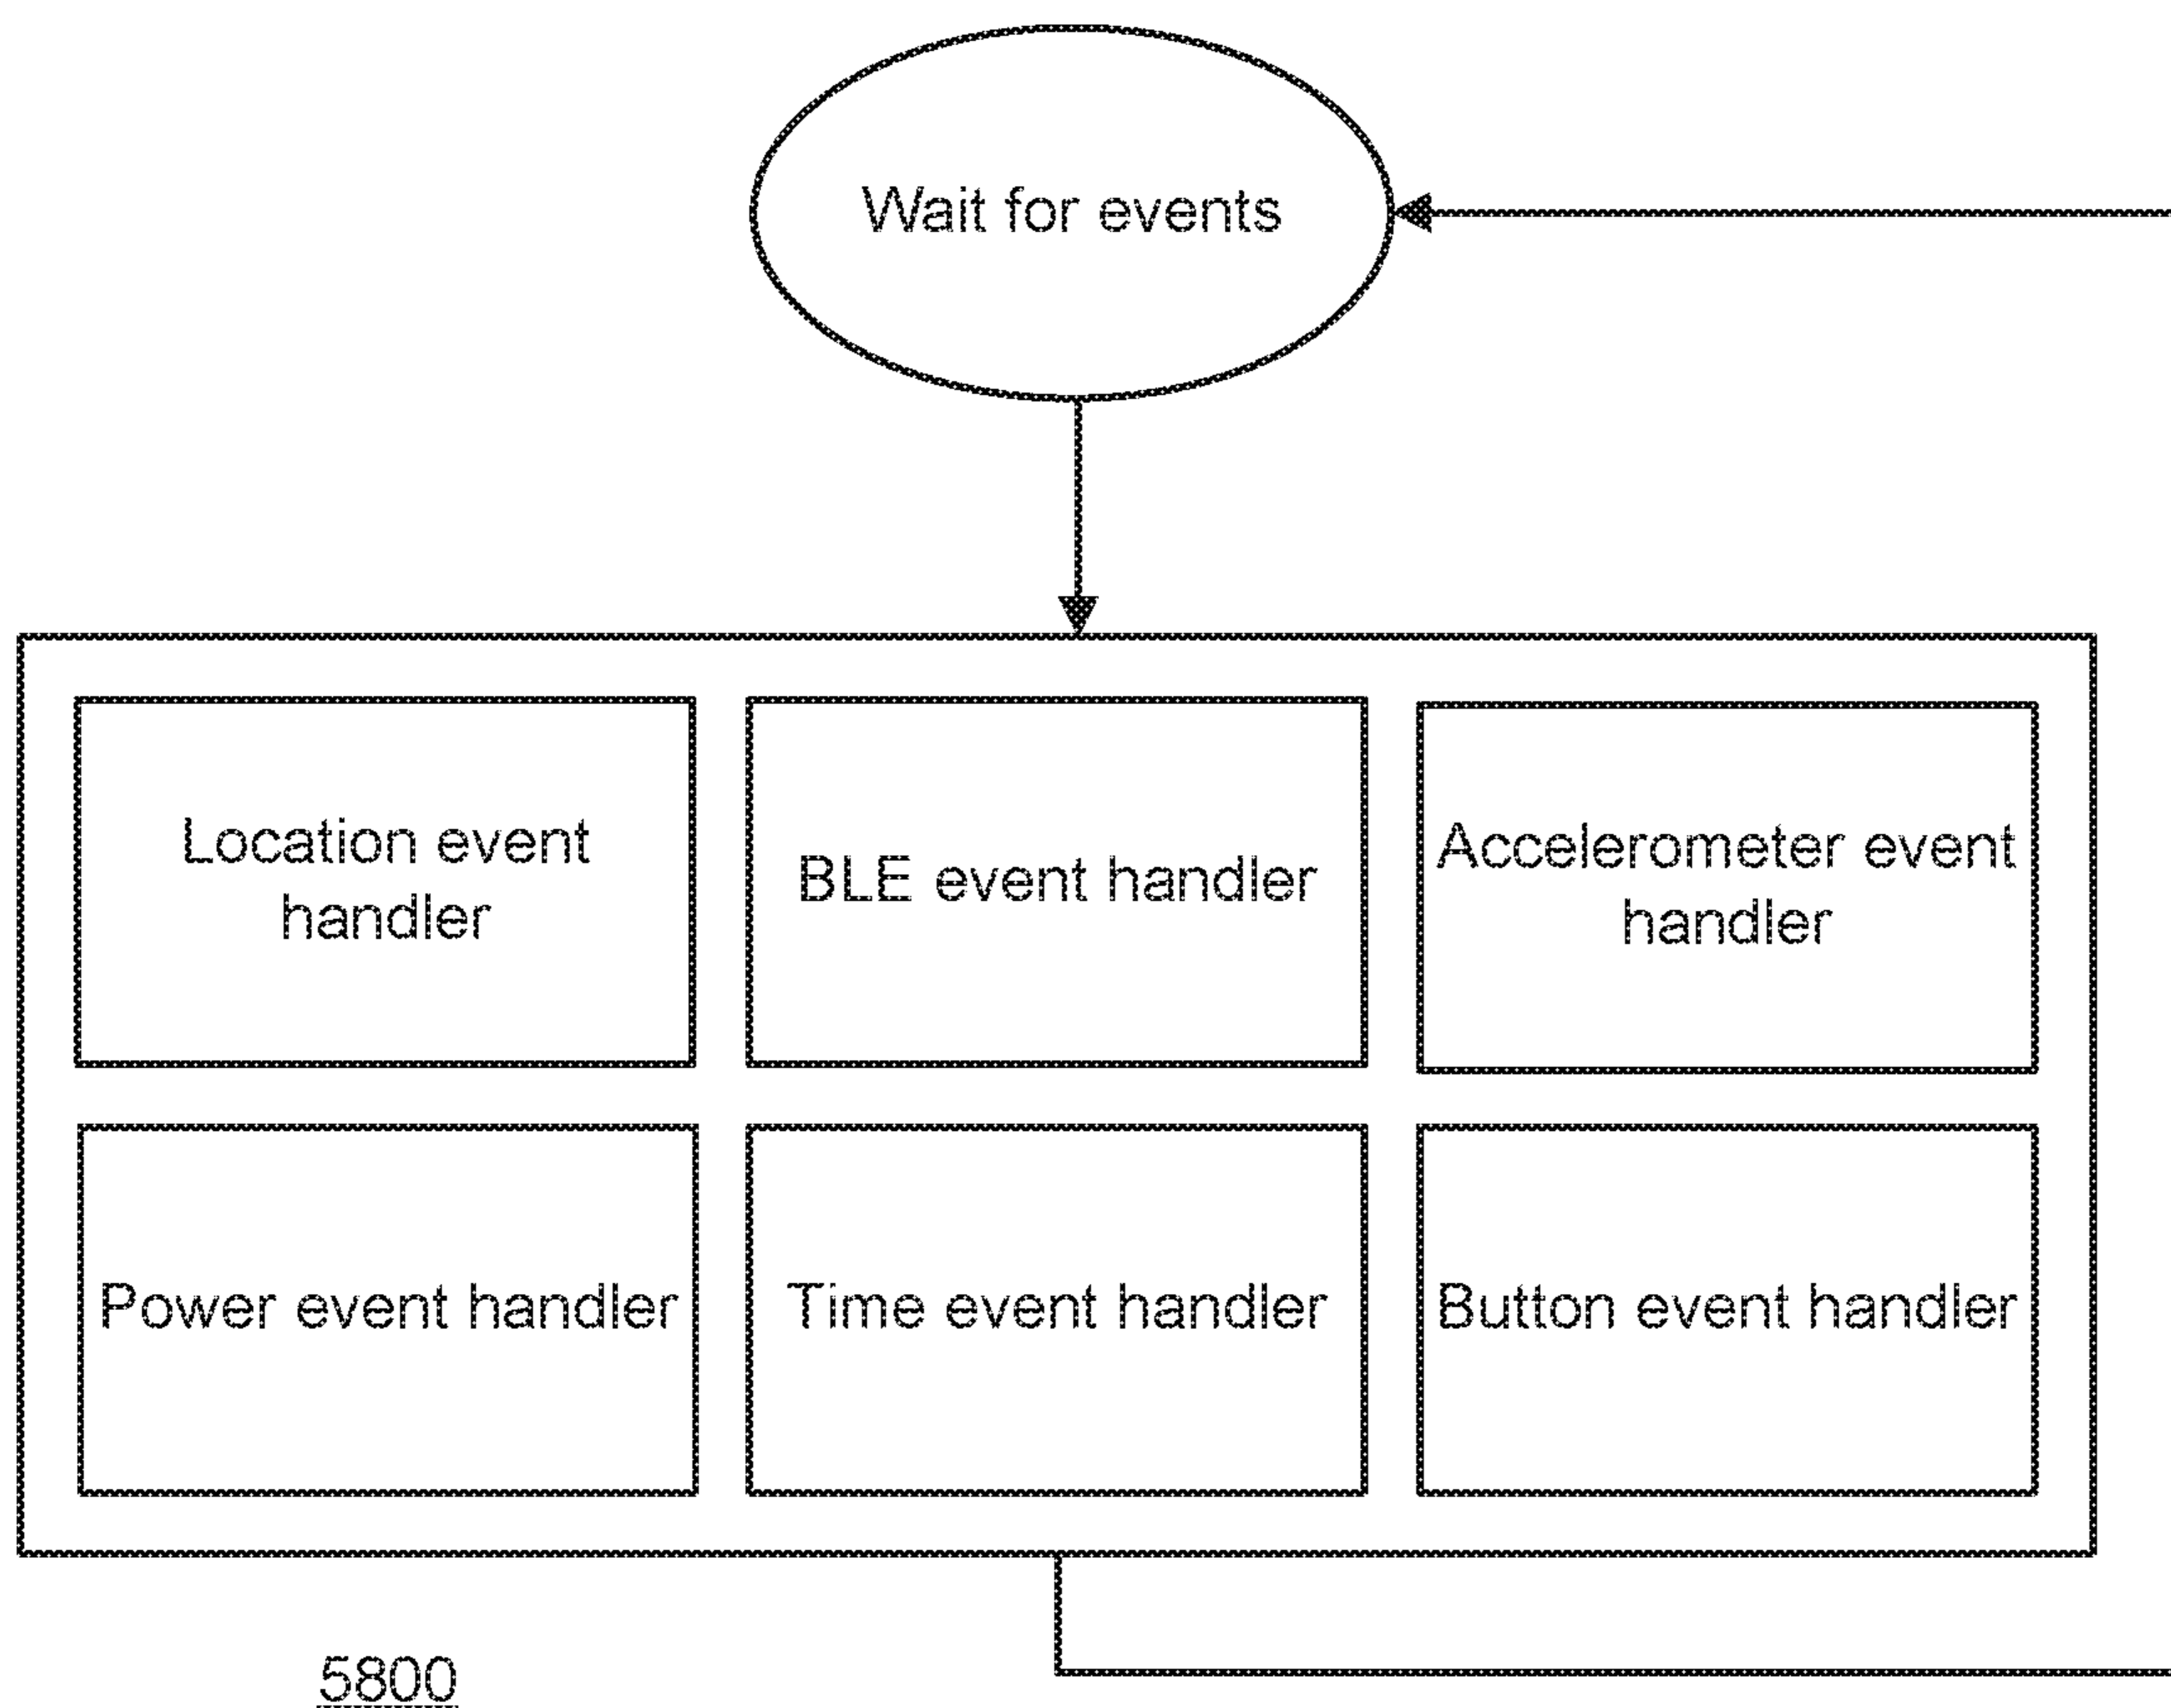 Wait for events
Location event
handler
BLE event handler
Accelerometer event
handler
Power event handler
Time event handler
Button event handler
5800